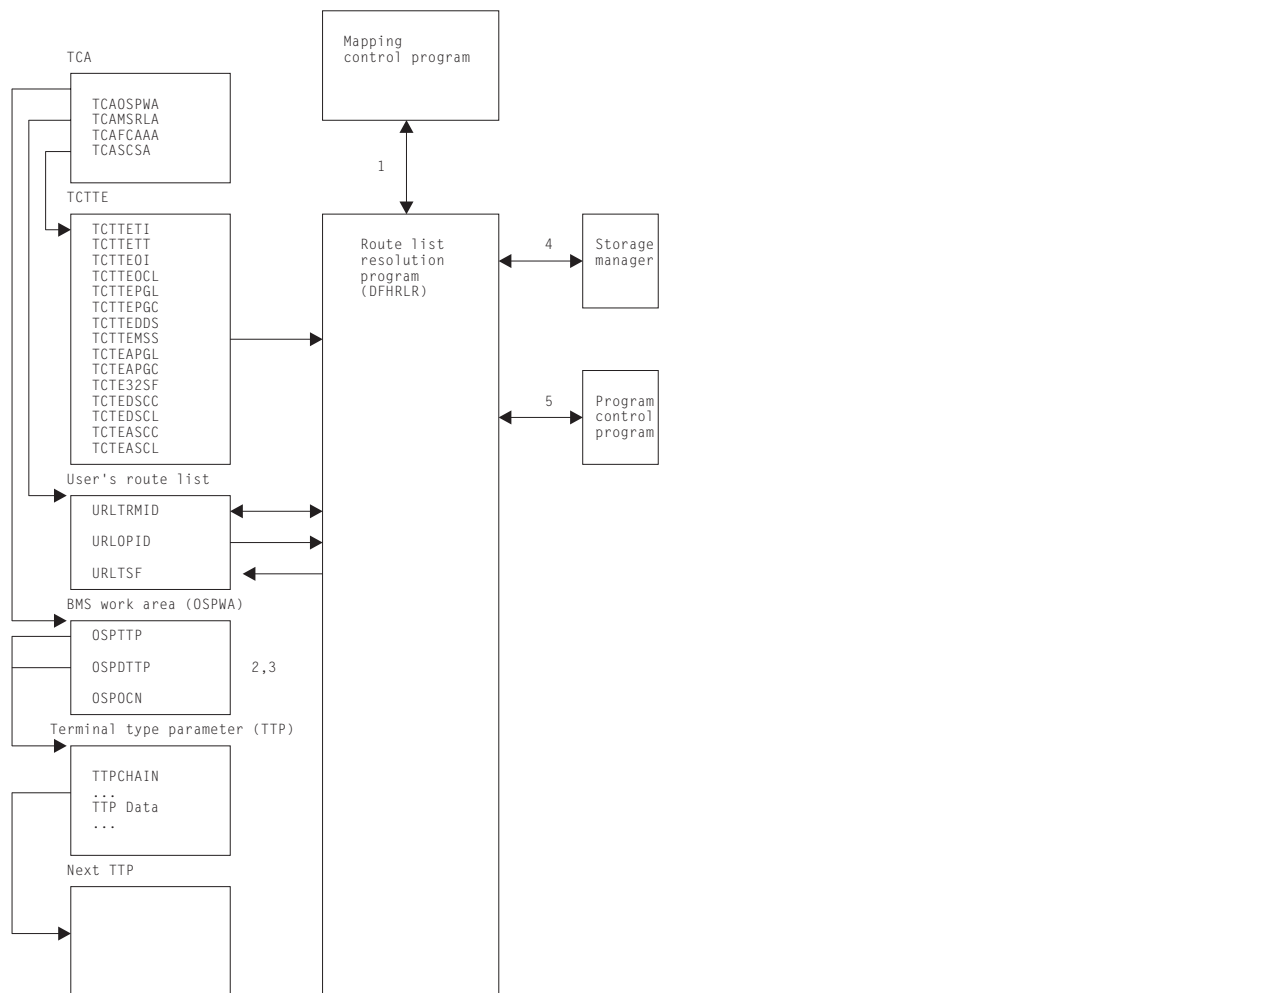 Mapping
control program
TCA
TCAOSPWA
TCAMSRLA
TCAFCAAA
TCASCSA
1
TCTTE
TCTTETI
TCTTETT
TCTTEOI
TCTTEOCL
TCTTEPGL
TCTTEPGC
TCTTEDDS
TCTTEMSS
TCTEAPGL
TCTEAPGC
TCTE32SF
TCTEDSCC
TCTEDSCL
TCTEASCC
TCTEASCL
Route list
resolution
program
(DFHRLR)
4
Storage
manager
5
Program
control
program
User's route list
URLTRMID
URLOPID
URLTSF
BMS work area (OSPWA)
OSPTTP
OSPDTTP
OSPOCN
2,3
Terminal type parameter (TTP)
TTPCHAIN
...
TTP Data
...
Next TTP